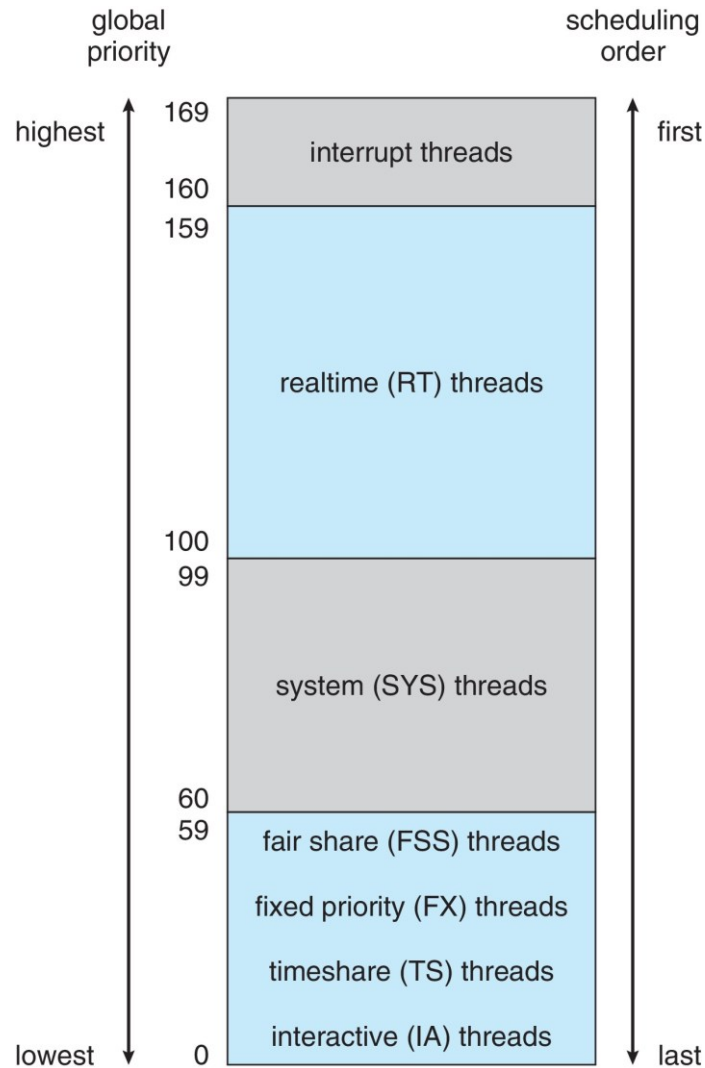 global
priority
scheduling
order
highest
169
interrupt threads
first
160
159
realtime (RT) threads
100
99
system (SYS) threads
60
59
fair share (FSS) threads
fixed priority (FX) threads
timeshare (TS) threads
interactive (IA) threads
lowest
0
last